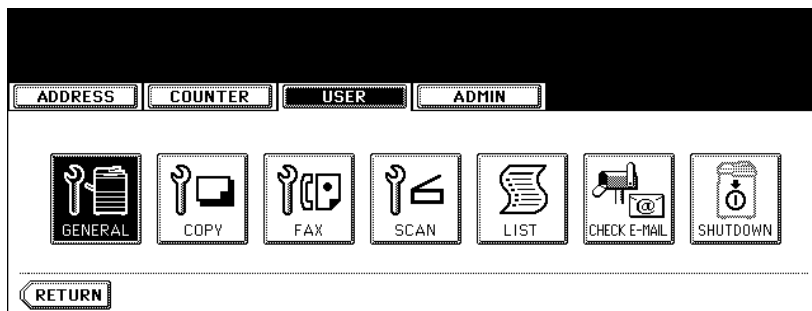 ADDRESS COUNTER USER ADMIN
GENERAL COPY FAX SCAN LIST CHECK E-MAIL SHUTDOWN
RETURN